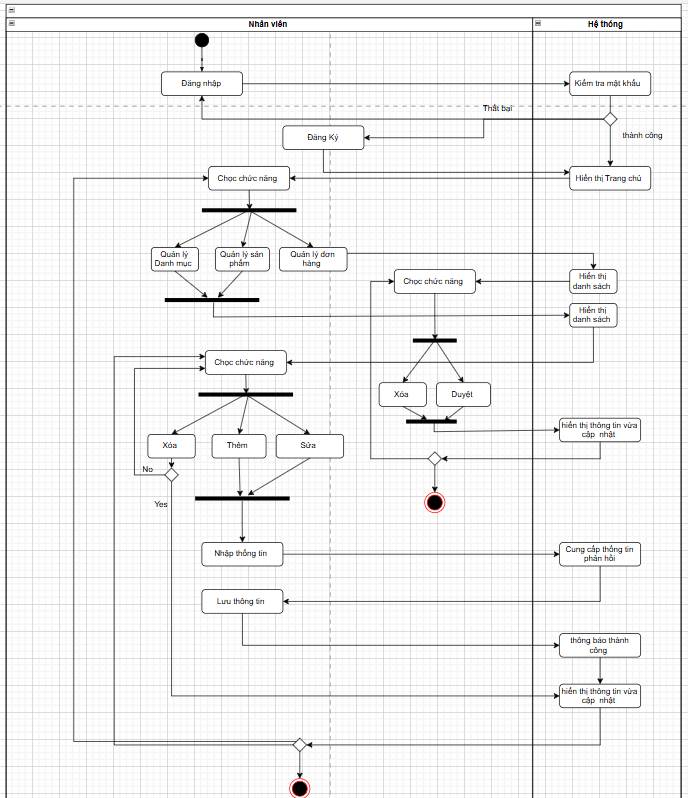 Nhân viên
Hệ thống
Đăng nhập
Kiểm tra mật khẩu
Thất bại
Đăng Ký
thành công
Chọc chức năng
Hiển thị Trang chủ
Quản lý
Danh mục
Quản lý sản
phẩm
Quản lý đơn
hàng
Chọc chức năng
Hiển thị
danh sách
Hiển thị
danh sách
Chọc chức năng
Xóa
Duyệt
hiển thị thông tin vừa
cập nhật
Xóa
Thêm
Sửa
No
Yes
Nhập thông tin
Cung cấp thông tin
phản hồi
Lưu thông tin
thông báo thành
công
hiển thị thông tin vừa
cập nhật